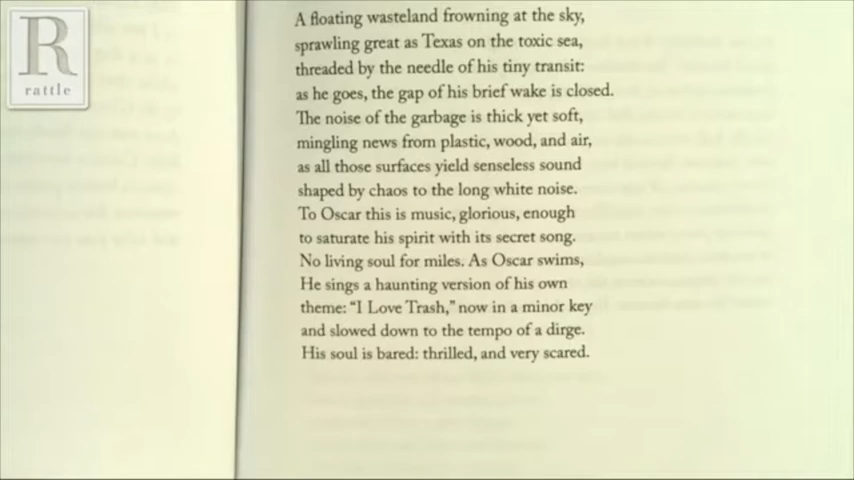 R
rattle
A floating wasteland frowning at the sky,
sprawling great as Texas on the toxic sea,
threaded by the needle of his tiny transit:
as he goes, the gap of his brief wake is closed.
The noise of the garbage is thick yet soft,
mingling news from plastic, wood, and air,
as all those surfaces yield senseless sound
shaped by chaos to the long white noise.
To Oscar this is music, glorious, enough
to saturate his spirit with its secret song.
No living soul for miles. As Oscar swims,
He sings a haunting version of his own
theme: “I Love Trash,” now in a minor key
and slowed down to the tempo of a dirge.
His soul is bared: thrilled, and very scared.